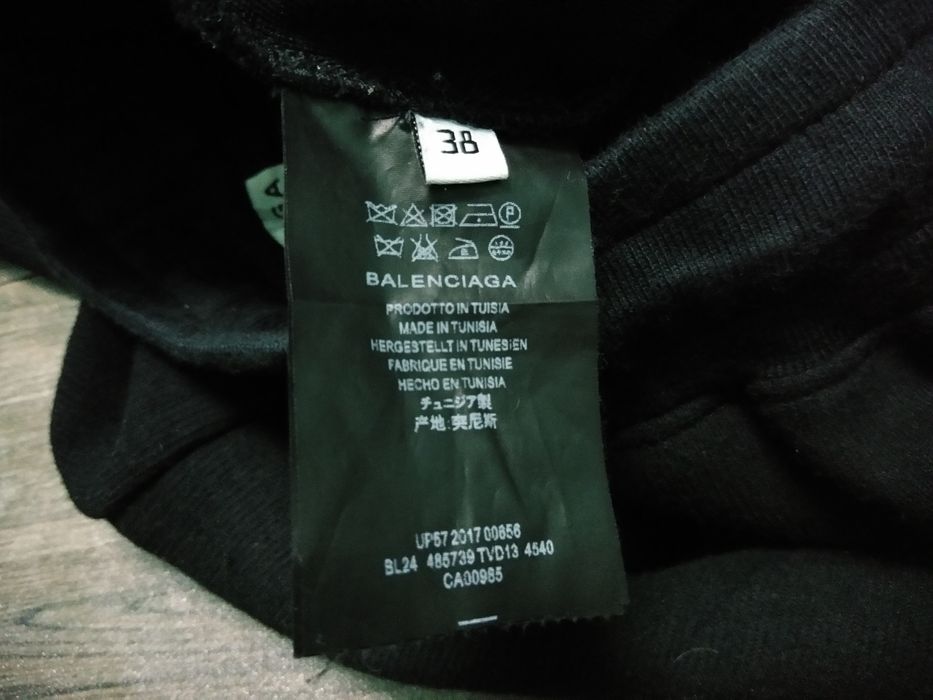 38
BALENCIAGA
PRODOTTO IN TUISIA
MADE IN TUNISIA
HERGESTELLT IN TUNESIEN
FABRIQUE EN TUNISIE
HECHO EN TUNISIA
チュニジア製
产地:突尼斯
UP57 2017 00856
BL24 485739 TVD13 4540
CA00985